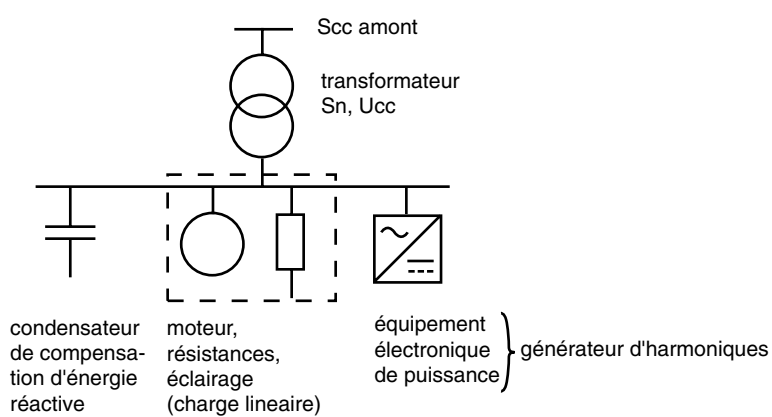 Scc amont
transformateur
Sn, Ucc
condensateur
de compensa-
tion d'énergie
réactive
moteur,
résistances,
éclairage
(charge lineaire)
équipement
électronique
de puissance
générateur d'harmoniques